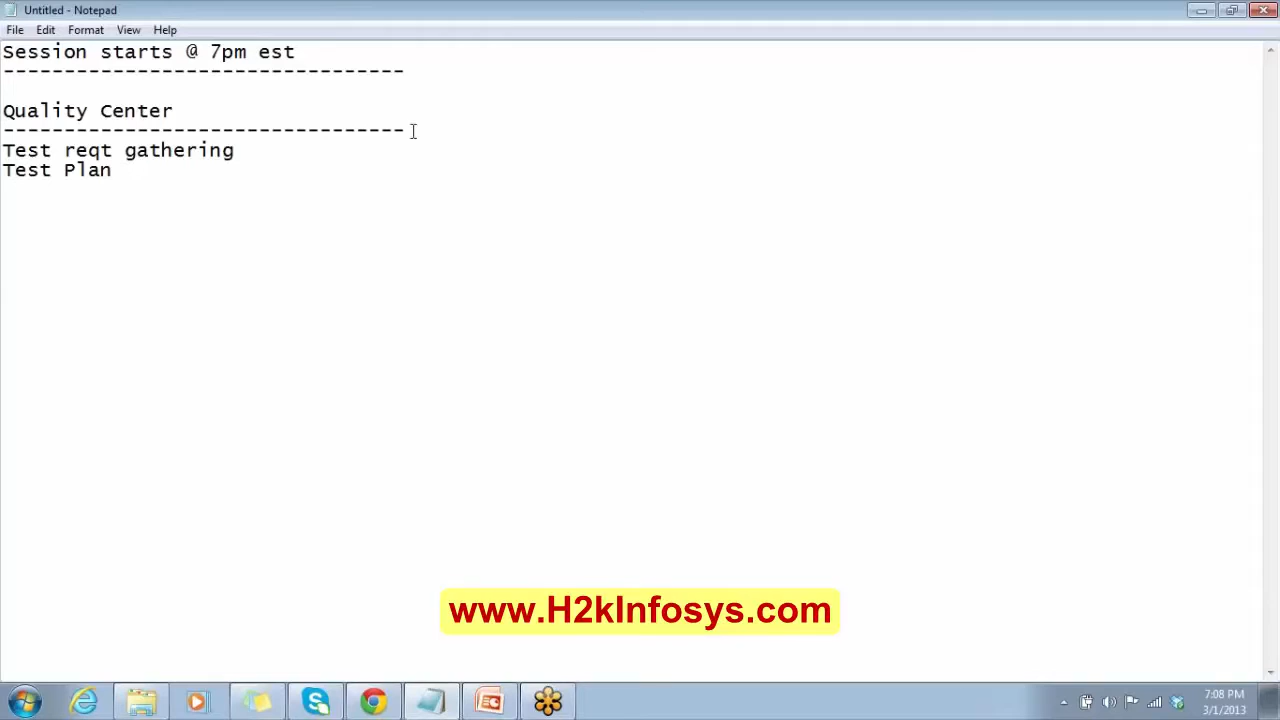 Untitled - Notepad
File Edit Format View Help
Session starts @ 7pm est
---------------------------------
Quality Center
---------------------------------
Test reqt gathering
Test Plan
www.H2kInfosys.com
7:08 PM
3/1/2013